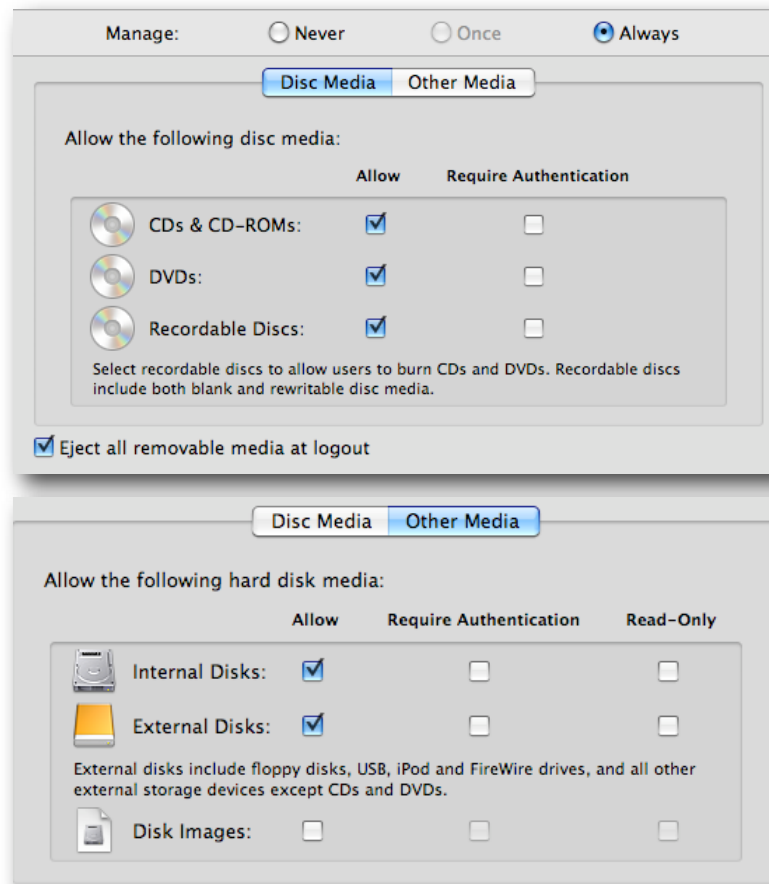 Manage: Never Once Always
Disc Media Other Media
Allow the following disc media:
Allow Require Authentication
CDs & CD-ROMs:
DVDs:
Recordable Discs:
Select recordable discs to allow users to burn CDs and DVDs. Recordable discs
include both blank and rewritable disc media.
Eject all removable media at logout
Disc Media Other Media
Allow the following hard disk media:
Allow Require Authentication Read-Only
Internal Disks:
External Disks:
External disks include floppy disks, USB, iPod and FireWire drives, and all other
external storage devices except CDs and DVDs.
Disk Images: